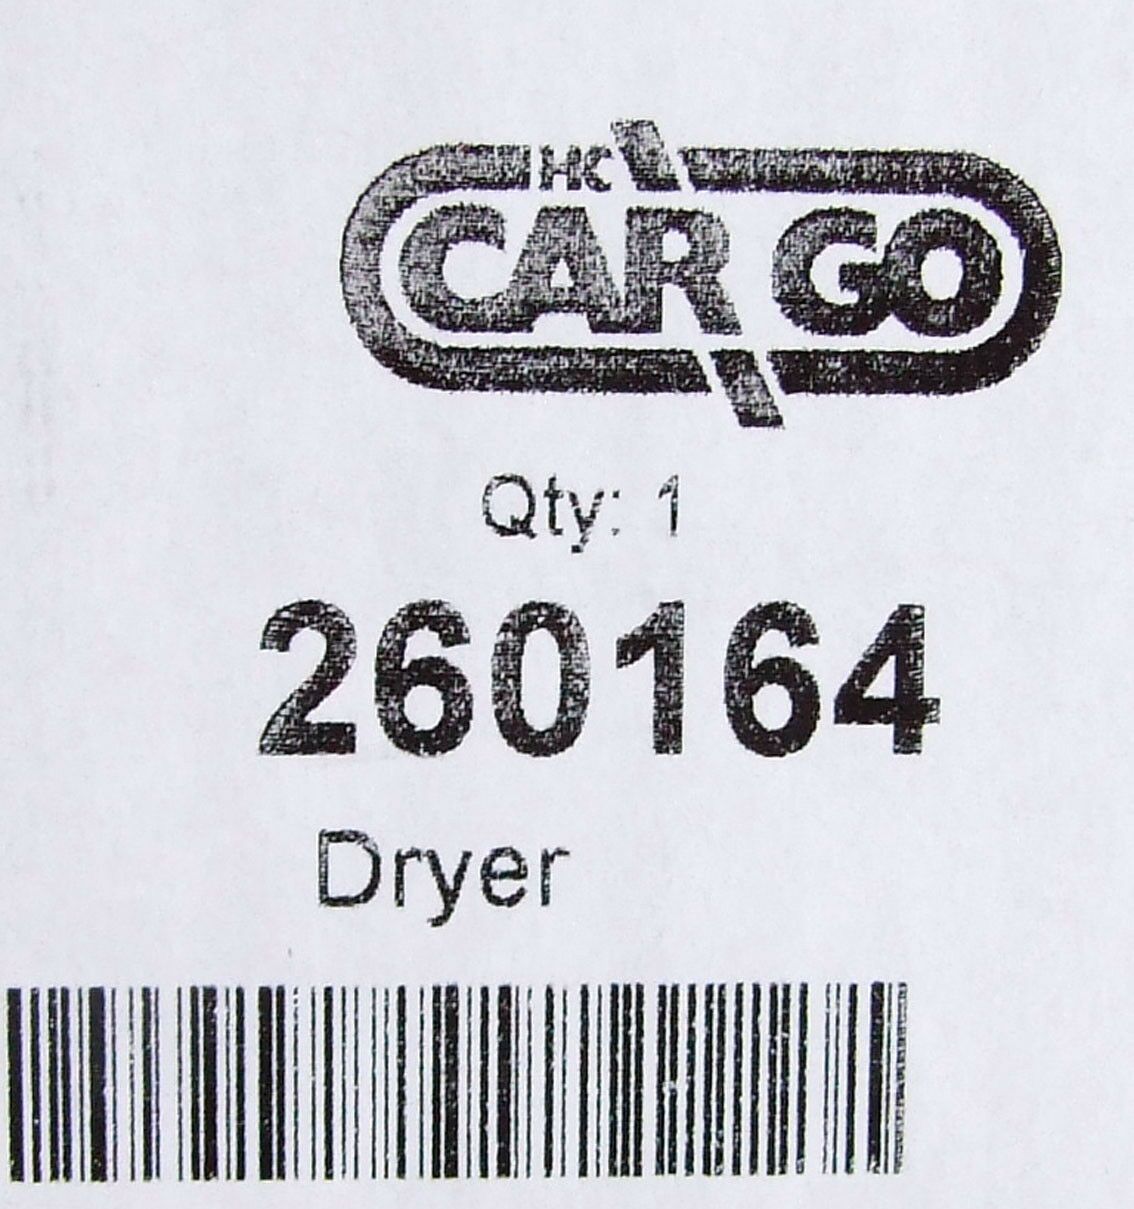 HC
CARGO
Qty: 1
260164
Dryer